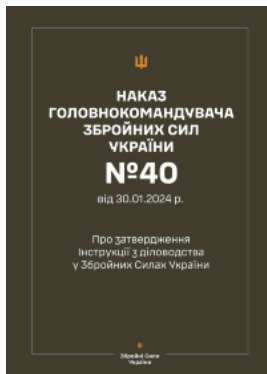 НАКАЗ
ГОЛОВНОКОМАНДУВАЧА
ЗБРОЙНИХ СИЛ
УКРАЇНИ
№40
від 30.01.2024 р.
Про затвердження
Інструкції з діловодства
у Збройних Силах України
Збройні Сили
України